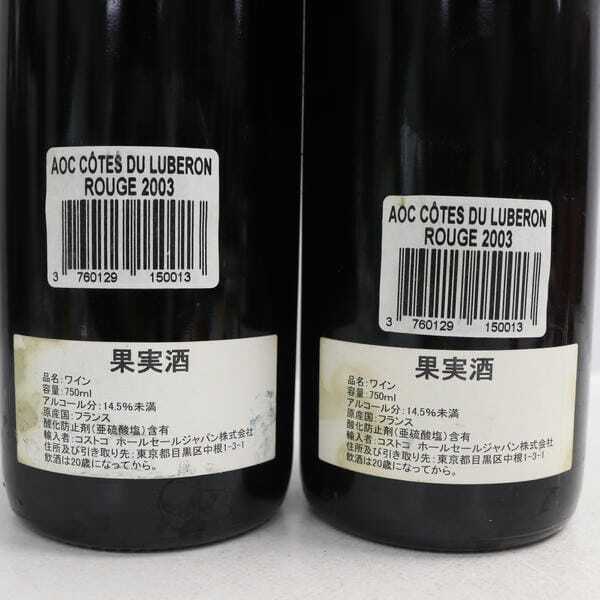 AOC CÔTES DU LUBERON
ROUGE 2003
3 760129 150013
果実酒
品名:ワイン
容量:750ml
アルコール分:14.5%未満
原産国:フランス
酸化防止剤(亜硫酸塩)含有
輸入者:コストコ ホールセールジャパン株式会社
住所及び引き取り先:東京都目黒区中根1-3-1
飲酒は20歳になってから。
AOC CÔTES DU LUBERON
ROUGE 2003
3 760129 150013
果実酒
品名:ワイン
容量:750ml
アルコール分:14.5%未満
原産国:フランス
酸化防止剤(亜硫酸塩)含有
輸入者:コストコ ホールセールジャパン株式会社
住所及び引き取り先:東京都目黒区中根1-3-1
飲酒は20歳になってから。